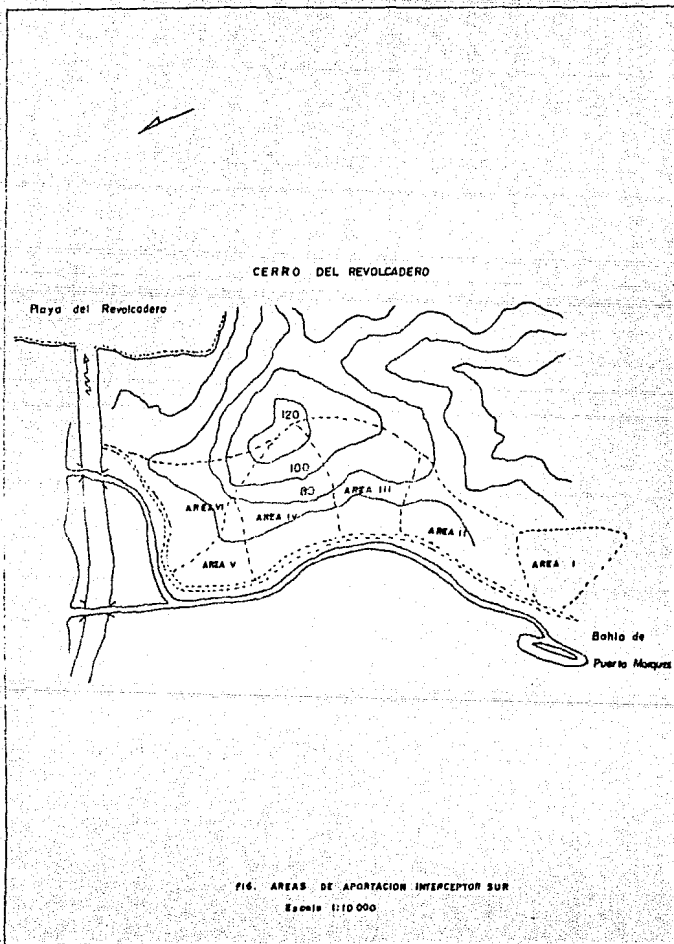 CERRO DEL REVOLCADERO
Playa del Revolcadero
120
100
80
AREA III
AREA VI
AREA IV
AREA II
AREA V
AREA I
Bahia de
Puerto Marques
FIG. AREAS DE APORTACION INTERCEPTOR SUR
Escala 1:10 000